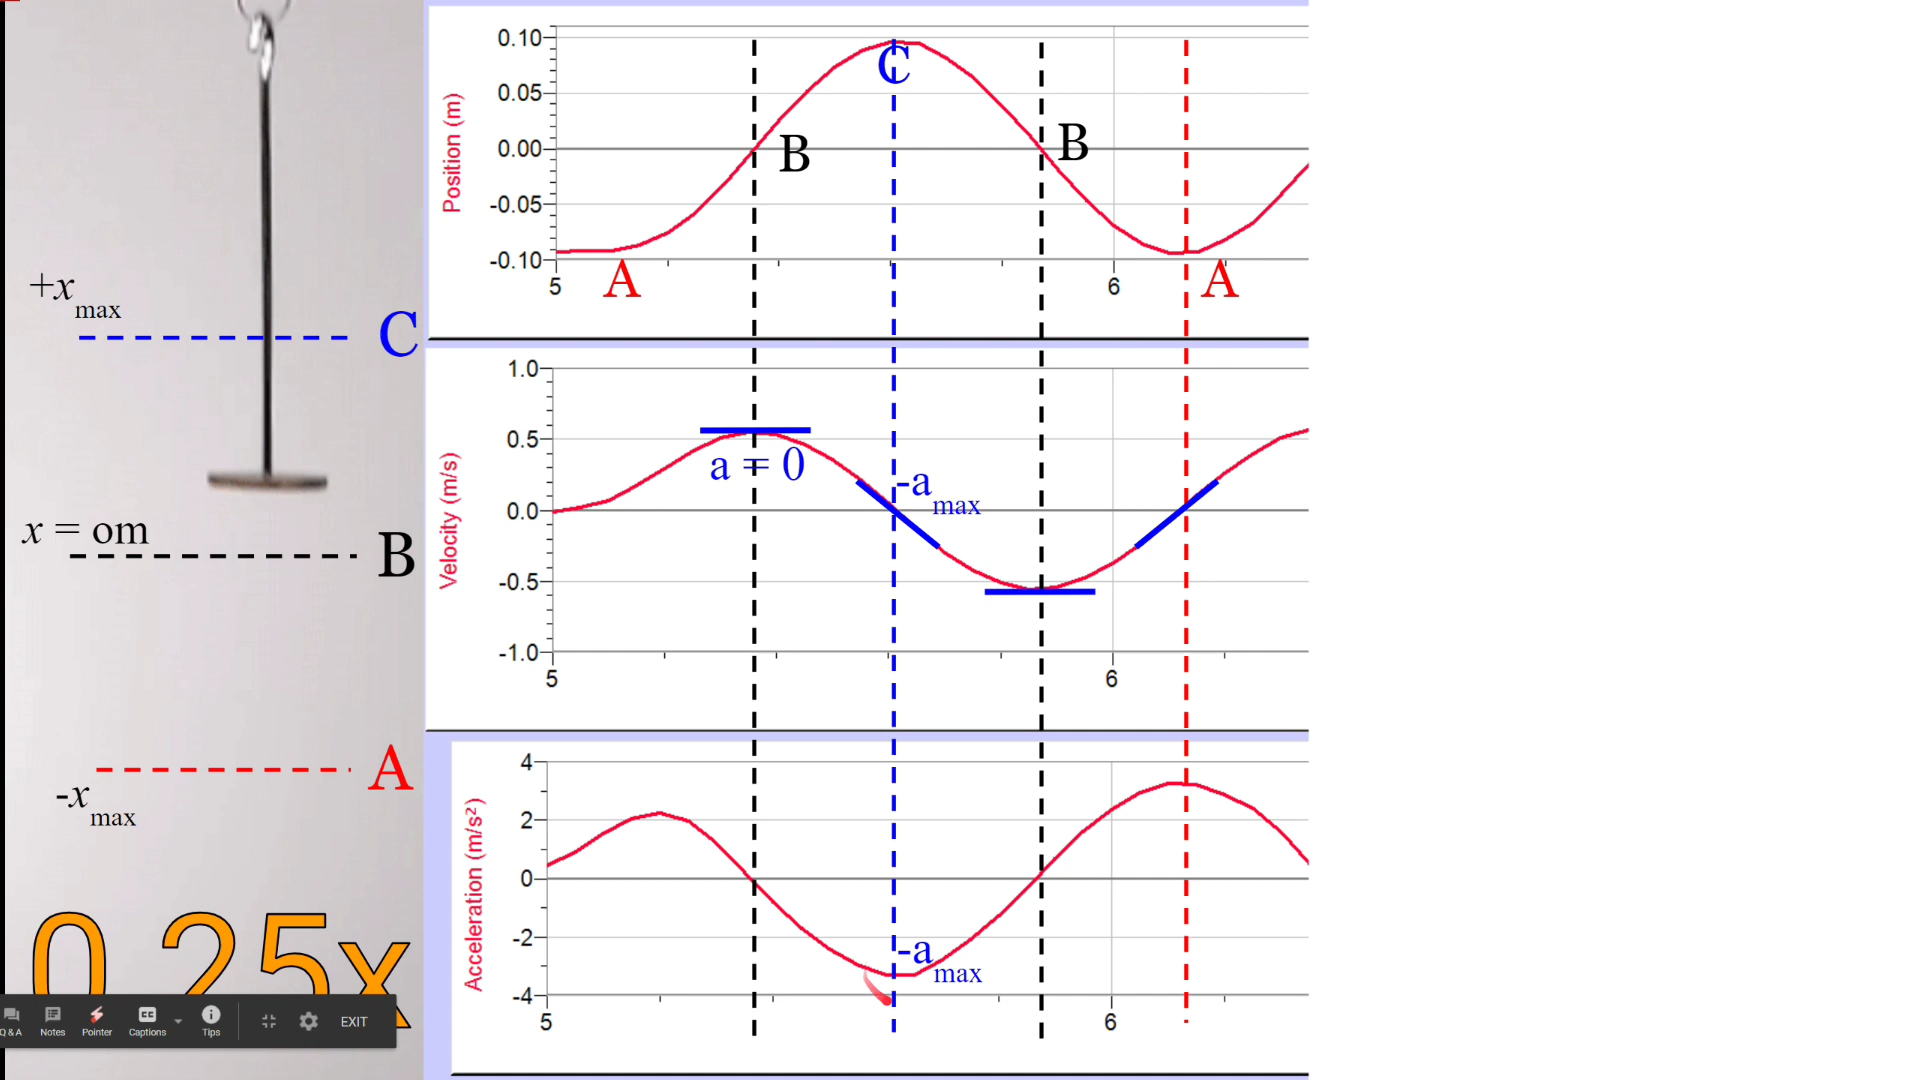 +x
max
C
x = om
B
A
-x
max
0.25x
Q & A
Notes
Pointer
Captions
Tips
EXIT
Position (m)
0.10
0.05
0.00
-0.05
-0.10
5
6
C
B
B
A
A
Velocity (m/s)
1.0
0.5
0.0
-0.5
-1.0
5
6
a = 0
-a
max
Acceleration (m/s²)
4
2
0
-2
-4
5
6
-a
max